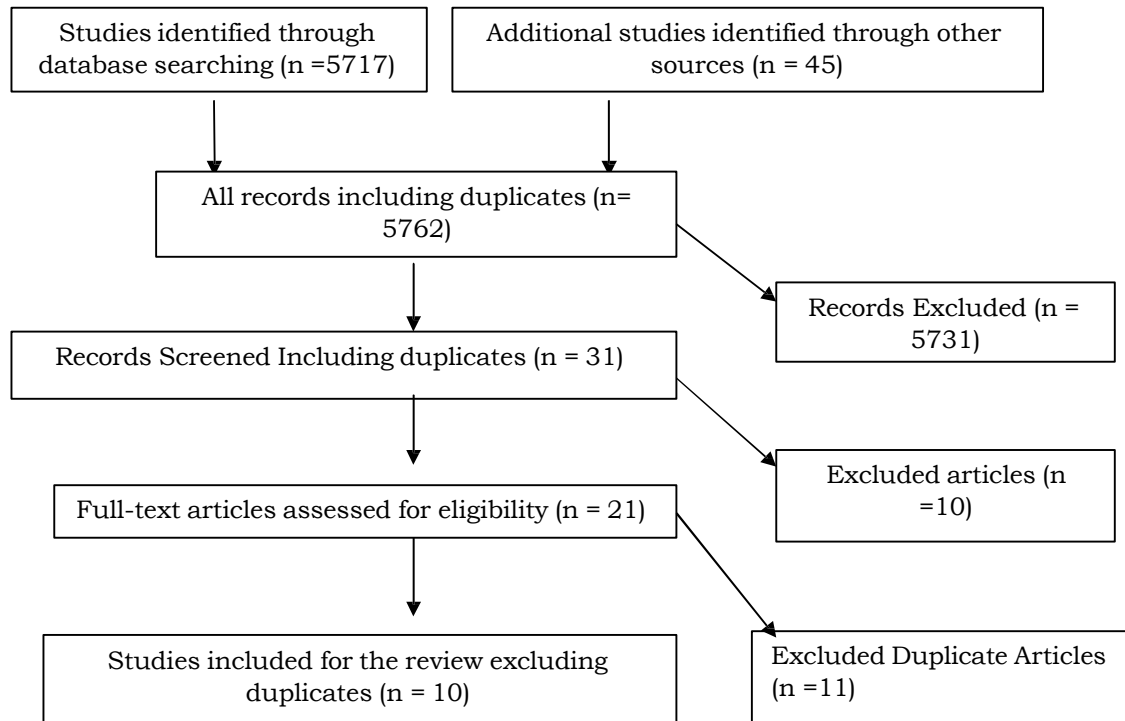 Studies identified through
database searching (n =5717)
Additional studies identified through other
sources (n = 45)
All records including duplicates (n=
5762)
Records Excluded (n =
5731)
Records Screened Including duplicates (n = 31)
Excluded articles (n
=10)
Full-text articles assessed for eligibility (n = 21)
Studies included for the review excluding
duplicates (n = 10)
Excluded Duplicate Articles
(n =11)